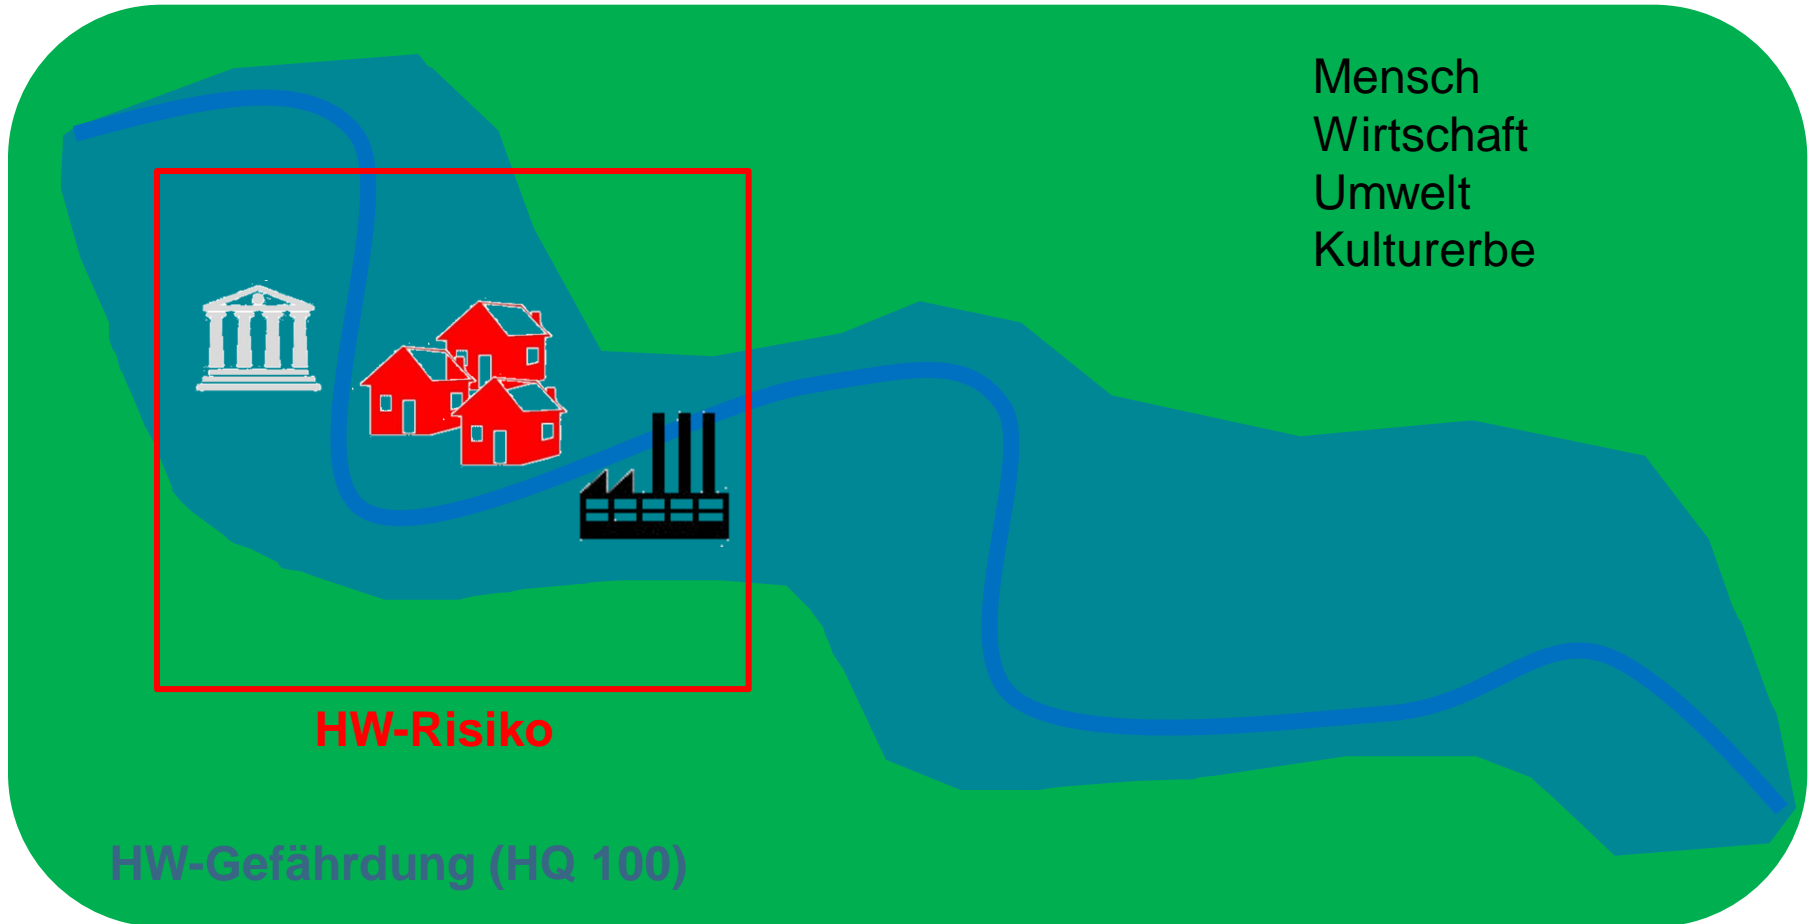 Mensch
Wirtschaft
Umwelt
Kulturerbe
HW-Risiko
HW-Gefährdung (HQ 100)